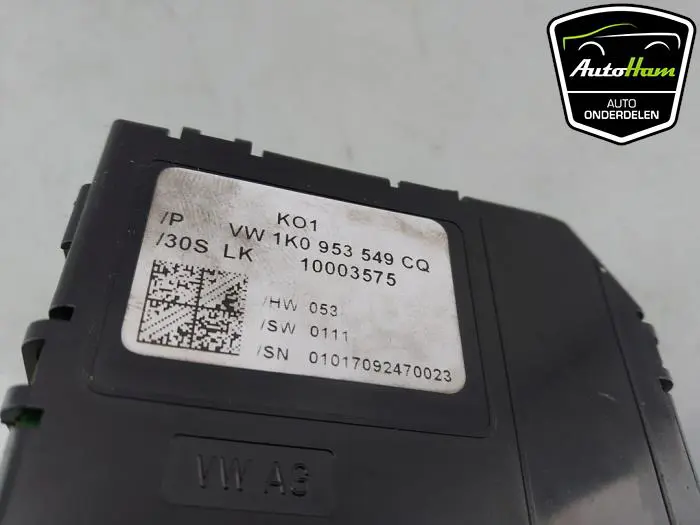 AutoHam
AUTO
ONDERDELEN
KO1
/P VW 1K0 953 549 CQ
/30S LK 10003575
/HW 053
/SW 0111
/SN 01017092470023
VW AG